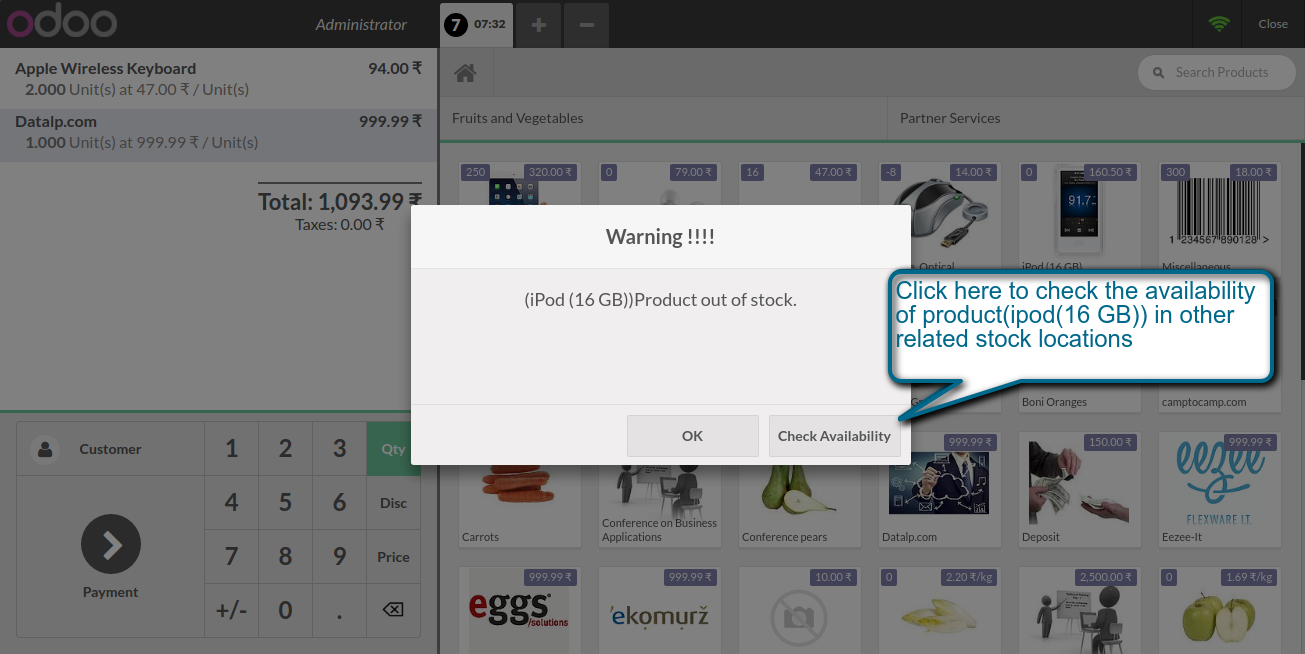 odoo
Administrator
7 07:32
+
−
Close
Apple Wireless Keyboard 94.00 ₹
2.000 Unit(s) at 47.00 ₹ / Unit(s)
Datalp.com 999.99 ₹
1.000 Unit(s) at 999.99 ₹ / Unit(s)
Total: 1,093.99 ₹
Taxes: 0.00 ₹
Search Products
Fruits and Vegetables
Partner Services
250 320.00 ₹
0 79.00 ₹
16 47.00 ₹
-8 14.00 ₹
0 160.50 ₹
300 18.00 ₹
91.7
1 234567 890128 >
Optical
iPod (16 GB)
Miscellaneous
Warning !!!!
(iPod (16 GB))Product out of stock.
OK
Check Availability
Click here to check the availability
of product(ipod(16 GB)) in other
related stock locations
Boni Oranges
camptocamp.com
Customer
1 2 3 Qty
4 5 6 Disc
7 8 9 Price
+/- 0 .
Payment
999.99 ₹
150.00 ₹
999.99 ₹
eezee
FLEXWARE I.T.
Carrots
Conference on Business
Applications
Conference pears
Datalp.com
Deposit
Eezee-It
999.99 ₹
999.99 ₹
10.00 ₹
0 2.20 ₹/kg
2,500.00 ₹
0 1.69 ₹/kg
eggs
/solutions
'ekomurž